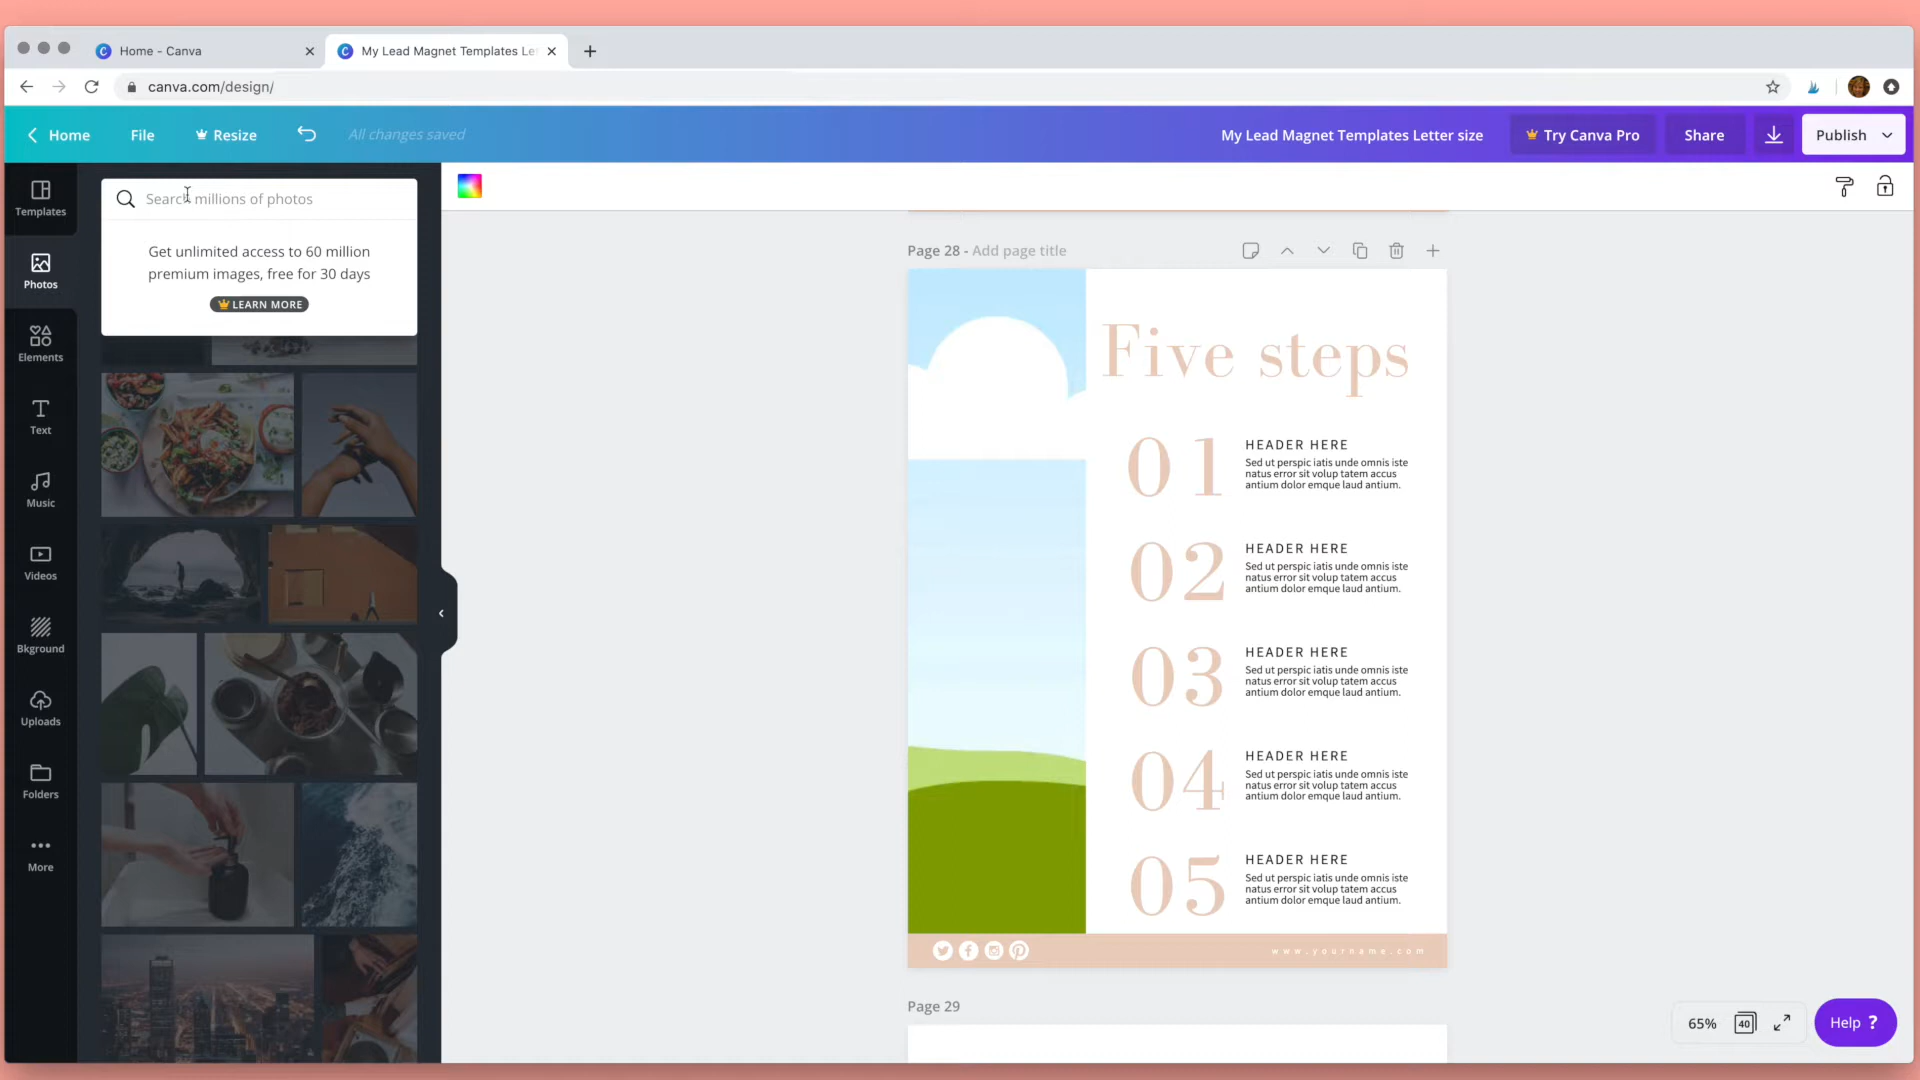 Home - Canva
My Lead Magnet Templates Le
canva.com/design/
Home
File
Resize
All changes saved
My Lead Magnet Templates Letter size
Try Canva Pro
Share
Publish
Templates
Photos
Elements
Text
Music
Videos
Bkground
Uploads
Folders
More
Search millions of photos
Get unlimited access to 60 million
premium images, free for 30 days
LEARN MORE
Page 28 - Add page title
Five steps
01
HEADER HERE
Sed ut perspic iatis unde omnis iste
natus error sit volup tatem accus
antium dolor emque laud antium.
02
HEADER HERE
Sed ut perspic iatis unde omnis iste
natus error sit volup tatem accus
antium dolor emque laud antium.
03
HEADER HERE
Sed ut perspic iatis unde omnis iste
natus error sit volup tatem accus
antium dolor emque laud antium.
04
HEADER HERE
Sed ut perspic iatis unde omnis iste
natus error sit volup tatem accus
antium dolor emque laud antium.
05
HEADER HERE
Sed ut perspic iatis unde omnis iste
natus error sit volup tatem accus
antium dolor emque laud antium.
www.yourname.com
Page 29
65%
40
Help ?